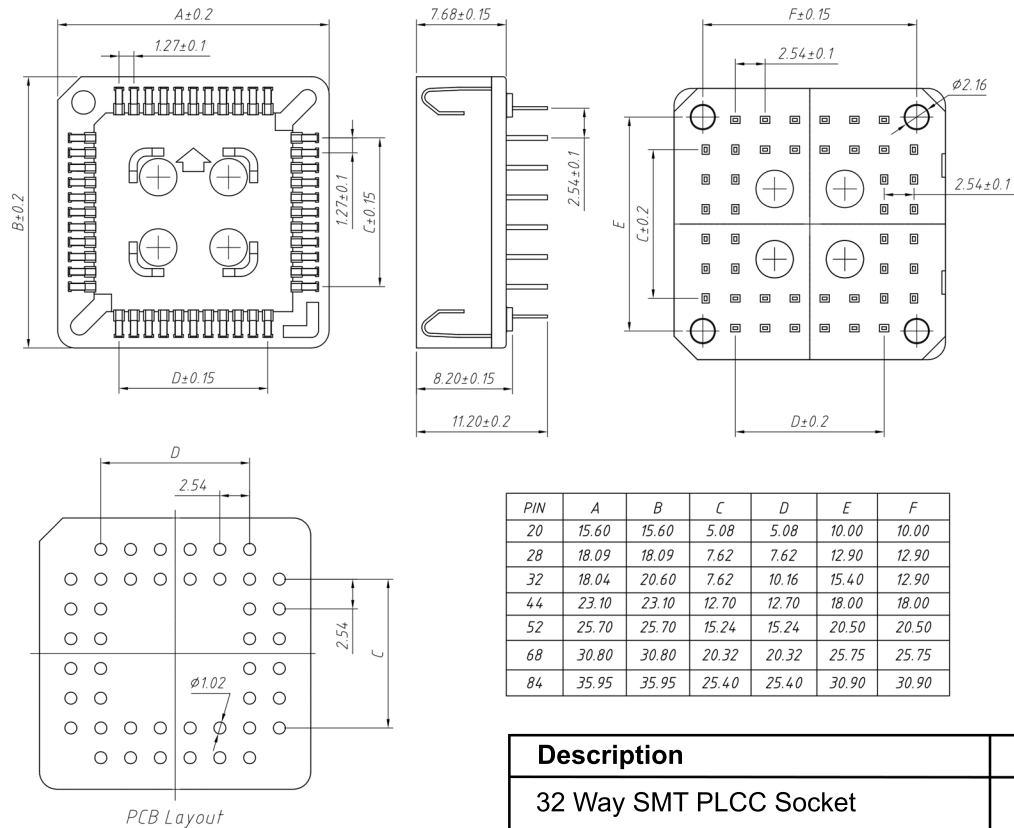 A±0.2
1.27±0.1
B±0.2
1.27±0.1
C±0.15
D±0.15
7.68±0.15
2.54±0.1
8.20±0.15
11.20±0.2
F±0.15
2.54±0.1
ø2.16
2.54±0.1
E
C±0.2
D±0.2
D
2.54
2.54
C
ø1.02
PCB Layout
PIN A B C D E F
20 15.60 15.60 5.08 5.08 10.00 10.00
28 18.09 18.09 7.62 7.62 12.90 12.90
32 18.04 20.60 7.62 10.16 15.40 12.90
44 23.10 23.10 12.70 12.70 18.00 18.00
52 25.70 25.70 15.24 15.24 20.50 20.50
68 30.80 30.80 20.32 20.32 25.75 25.75
84 35.95 35.95 25.40 25.40 30.90 30.90
Description
32 Way SMT PLCC Socket